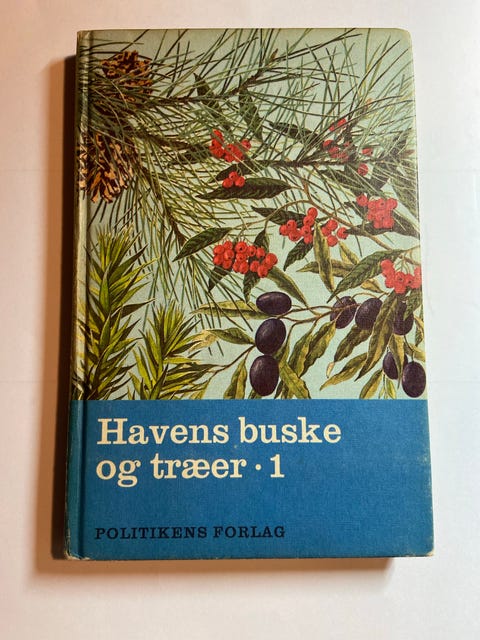 Havens buske
og træer · 1
POLITIKENS FORLAG